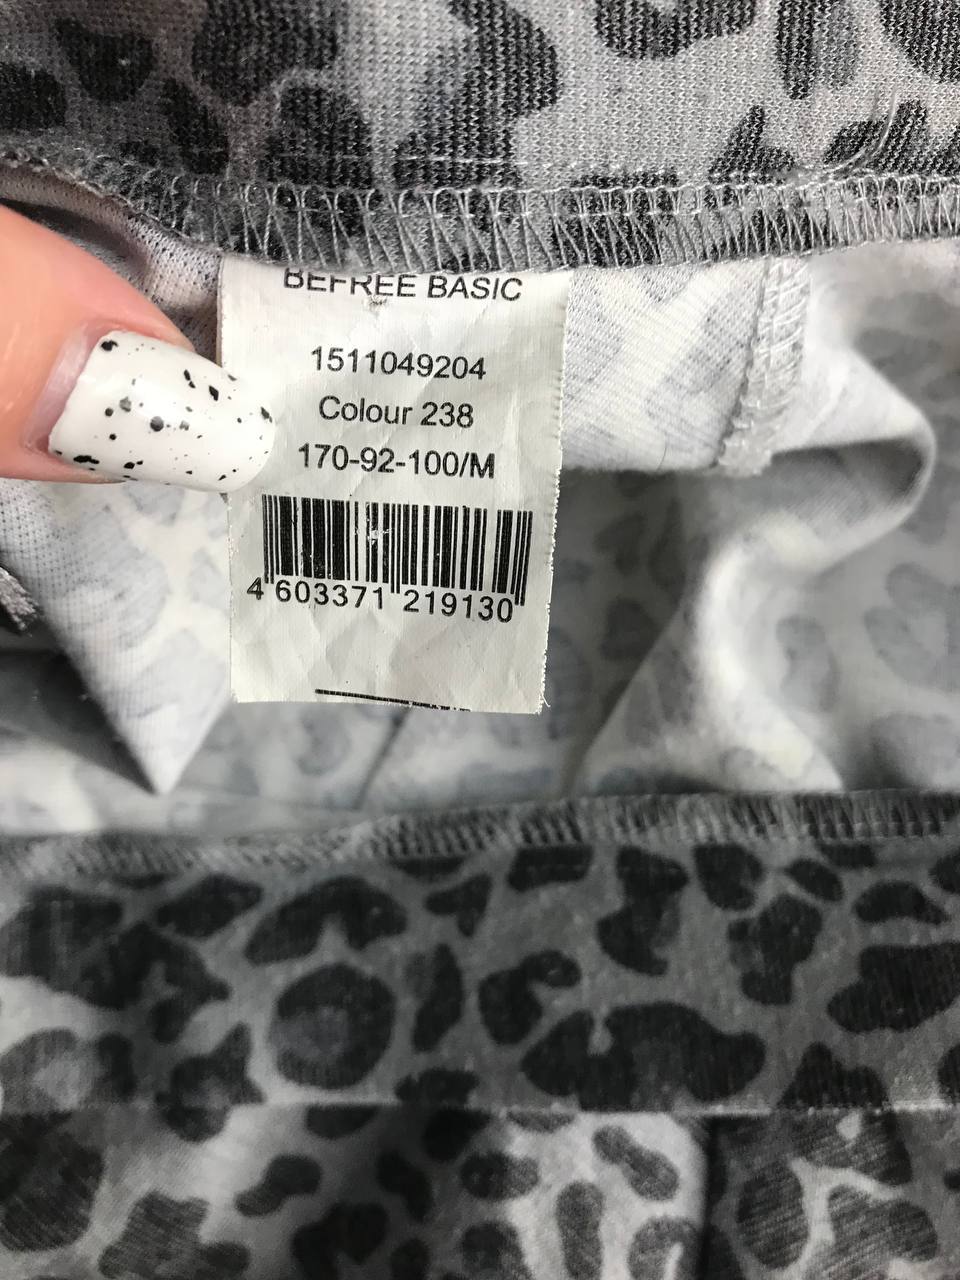 BEFREE BASIC
1511049204
Colour 238
170-92-100/M
4 603371 219130